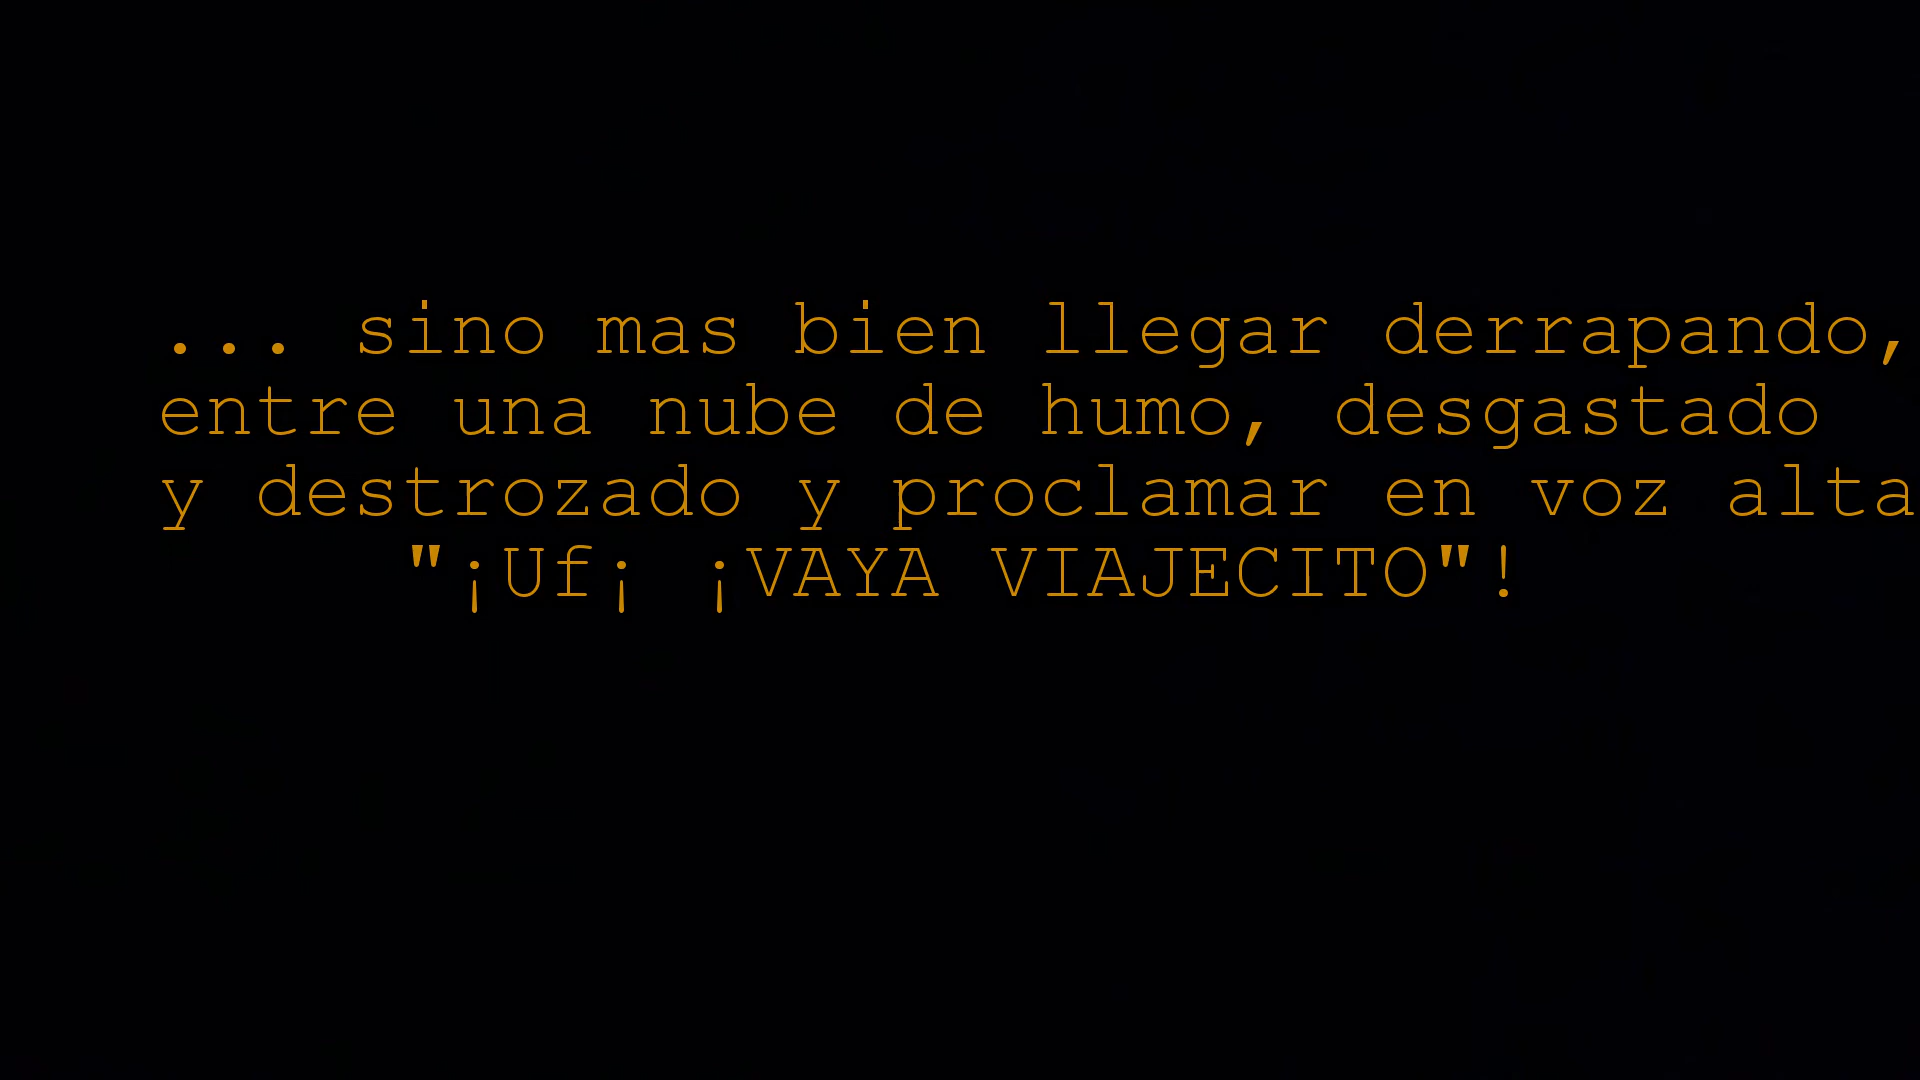 ... sino mas bien llegar derrapando,
entre una nube de humo, desgastado
y destrozado y proclamar en voz alta
"¡Uf¡ ¡VAYA VIAJECITO"!